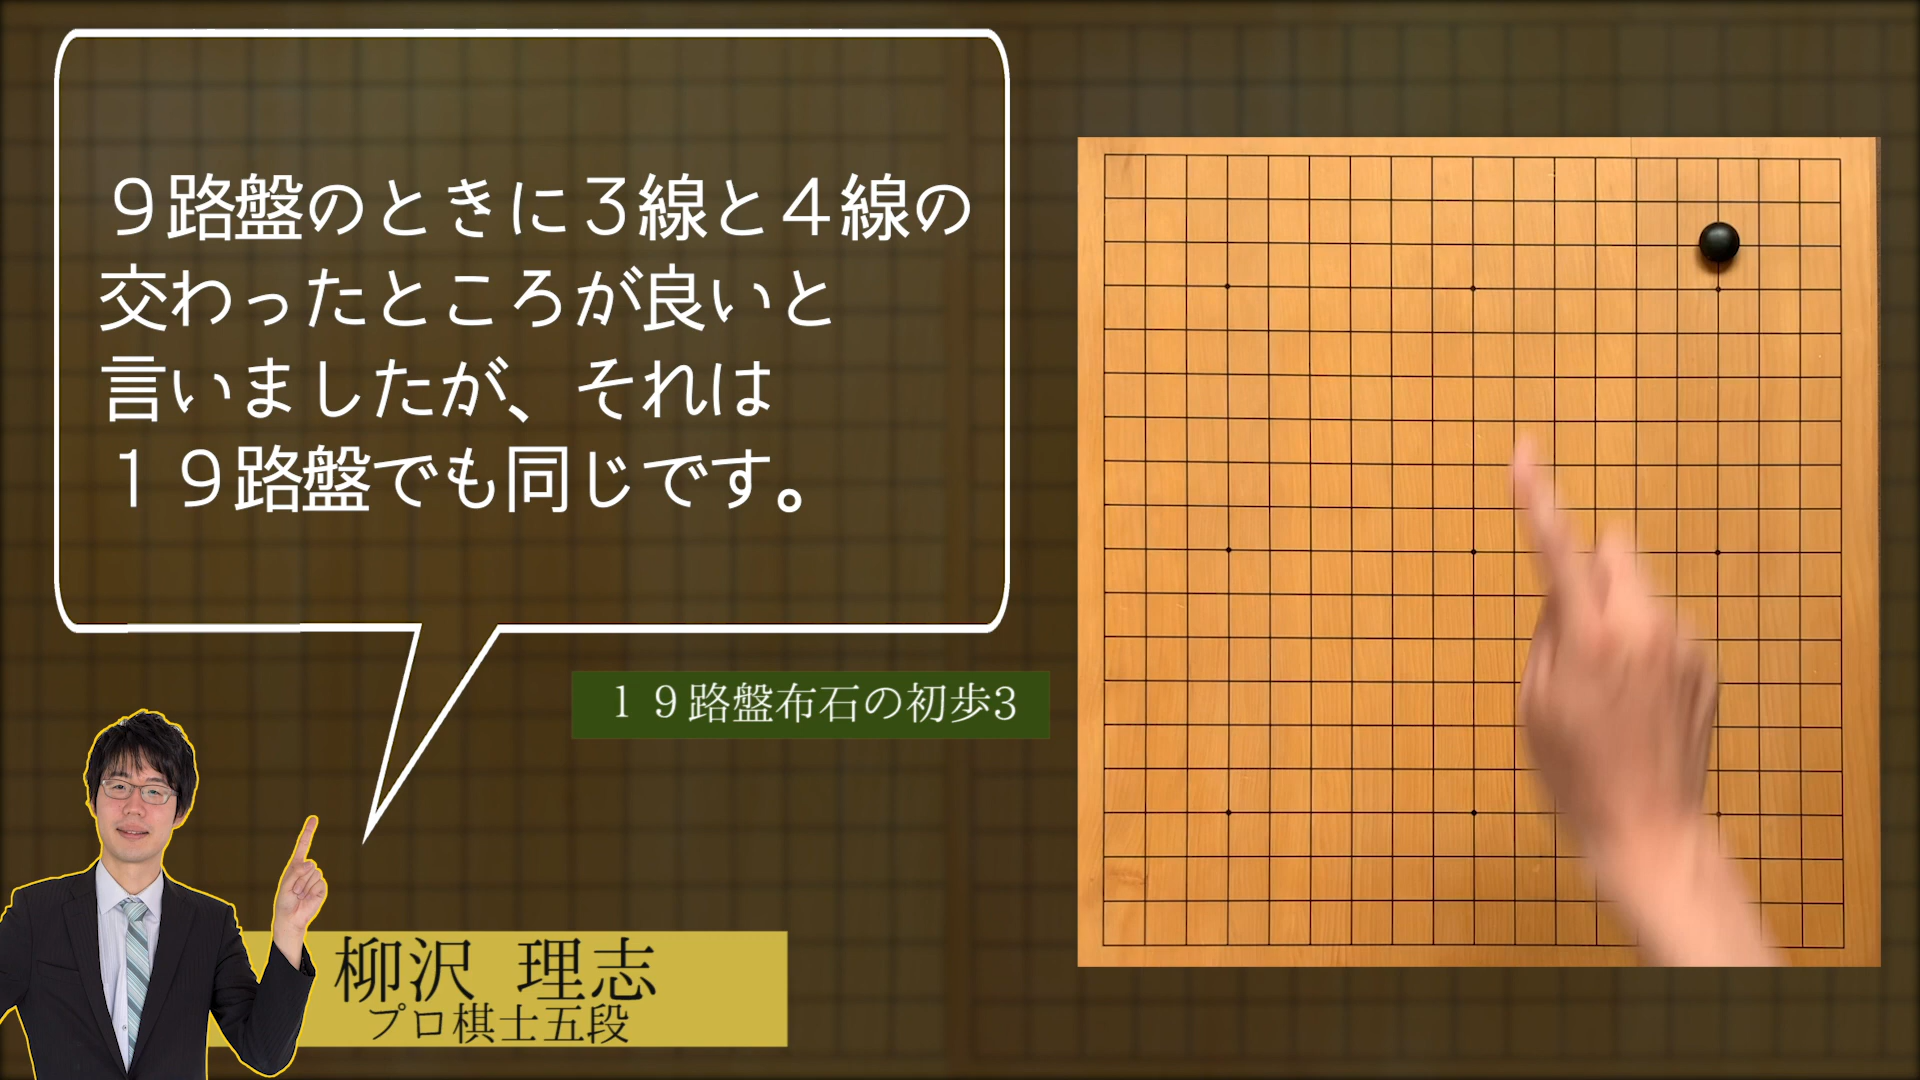 ９路盤のときに３線と４線の
交わったところが良いと
言いましたが、それは
１９路盤でも同じです。
１９路盤布石の初歩3
柳沢 理志
プロ棋士五段